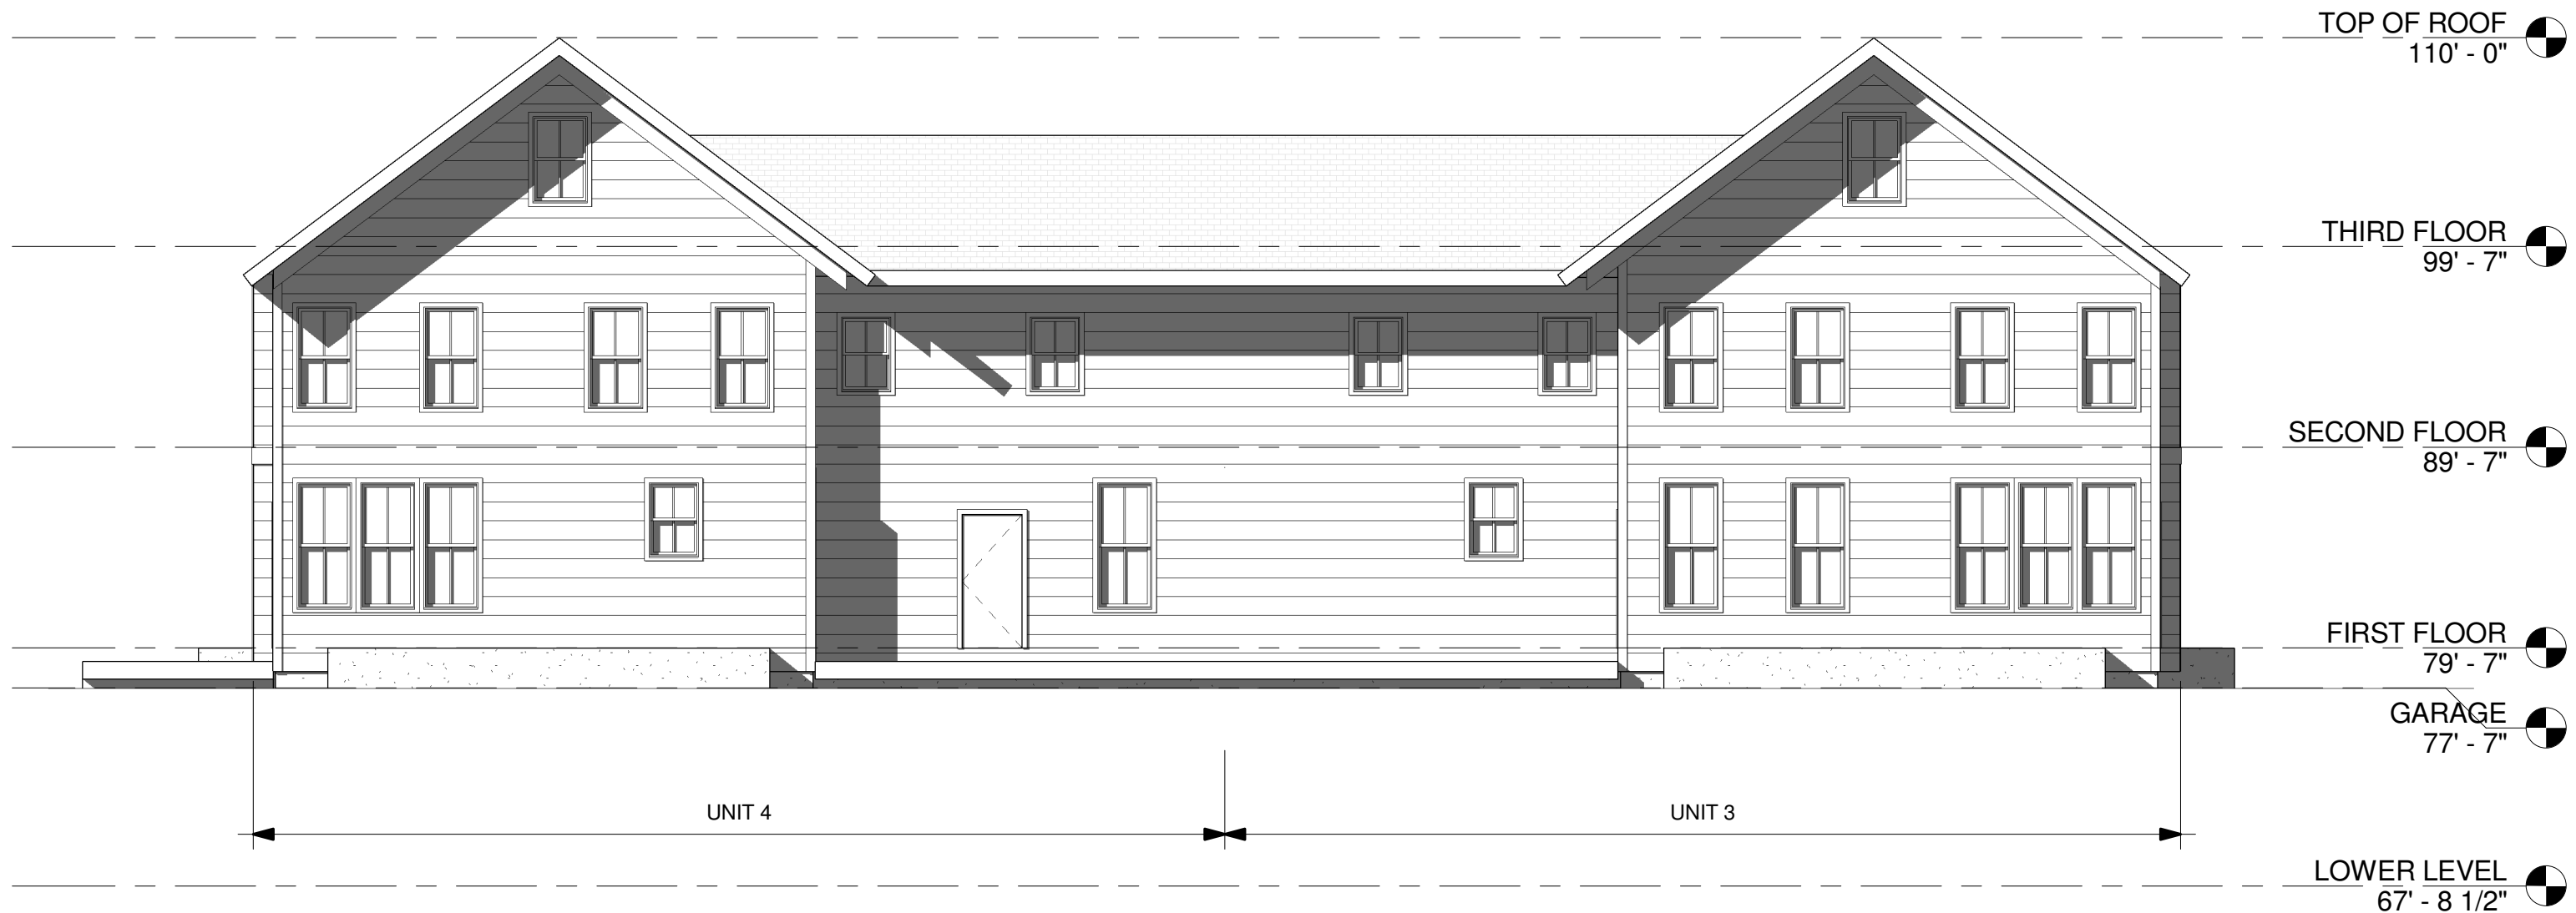 TOP OF ROOF
110' - 0"
THIRD FLOOR
99' - 7"
SECOND FLOOR
89' - 7"
FIRST FLOOR
79' - 7"
GARAGE
77' - 7"
UNIT 4
UNIT 3
LOWER LEVEL
67' - 8 1/2"